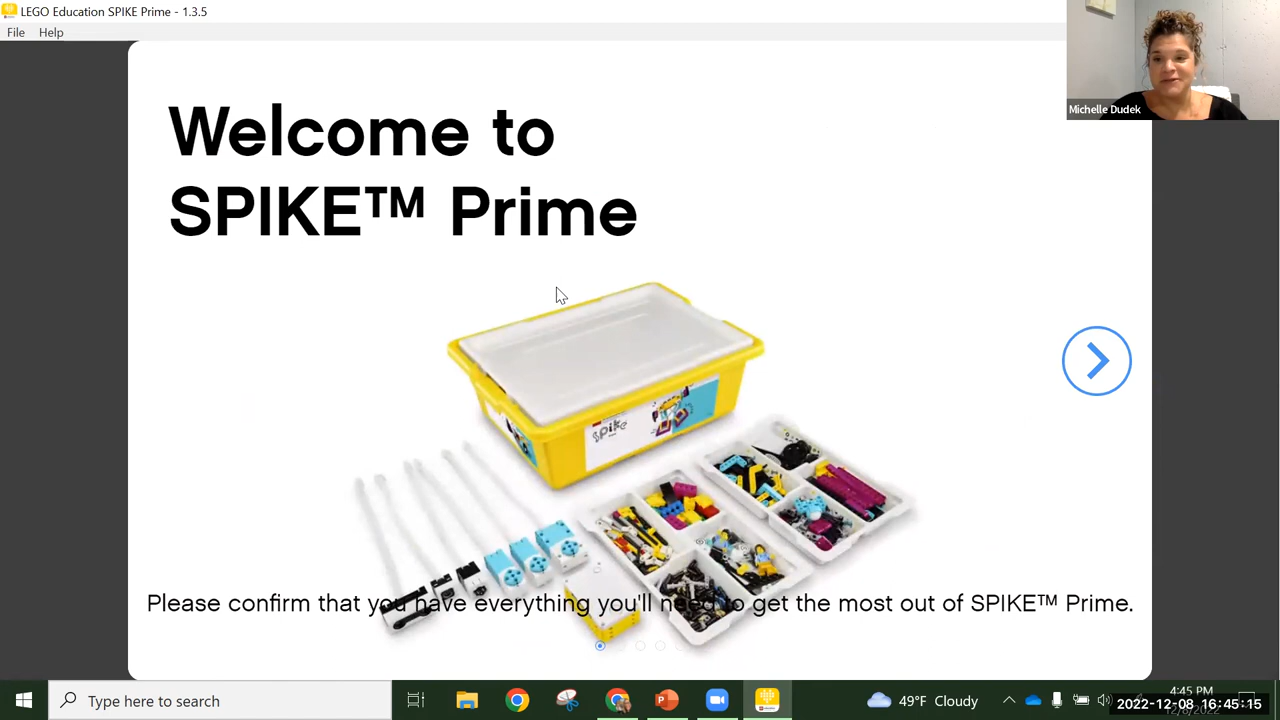 LEGO Education SPIKE Prime - 1.3.5
File Help
Michelle Dudek
Welcome to
SPIKE™ Prime
spike
Please confirm that you have everything you'll need to get the most out of SPIKE™ Prime.
Type here to search
49°F Cloudy
4:45 PM
2022-12-08 16:45:15